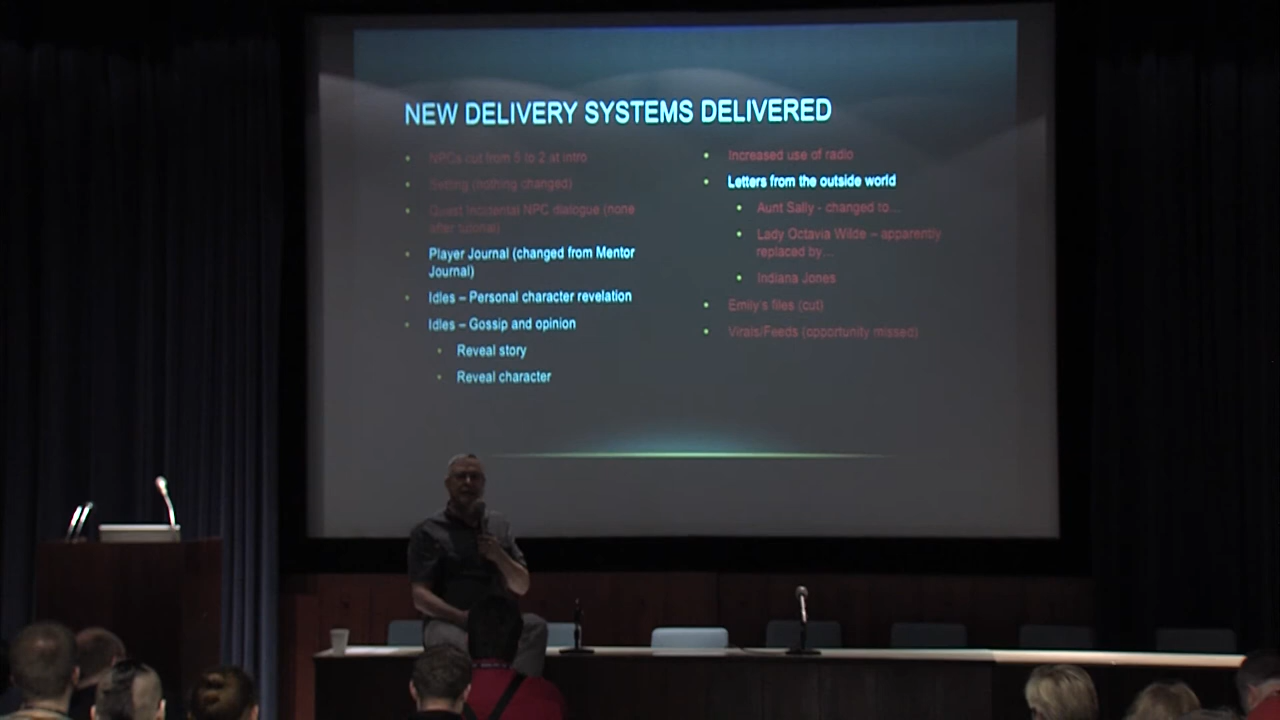 NEW DELIVERY SYSTEMS DELIVERED
NPCs cut from 5 to 2 at intro
Setting (nothing changed)
Quest Incidental NPC dialogue (none
after tutorial)
Player Journal (changed from Mentor
Journal)
Idles – Personal character revelation
Idles – Gossip and opinion
Reveal story
Reveal character
Increased use of radio
Letters from the outside world
Aunt Sally - changed to...
Lady Octavia Wilde – apparently
replaced by...
Indiana Jones
Emily's files (cut)
Virals/Feeds (opportunity missed)